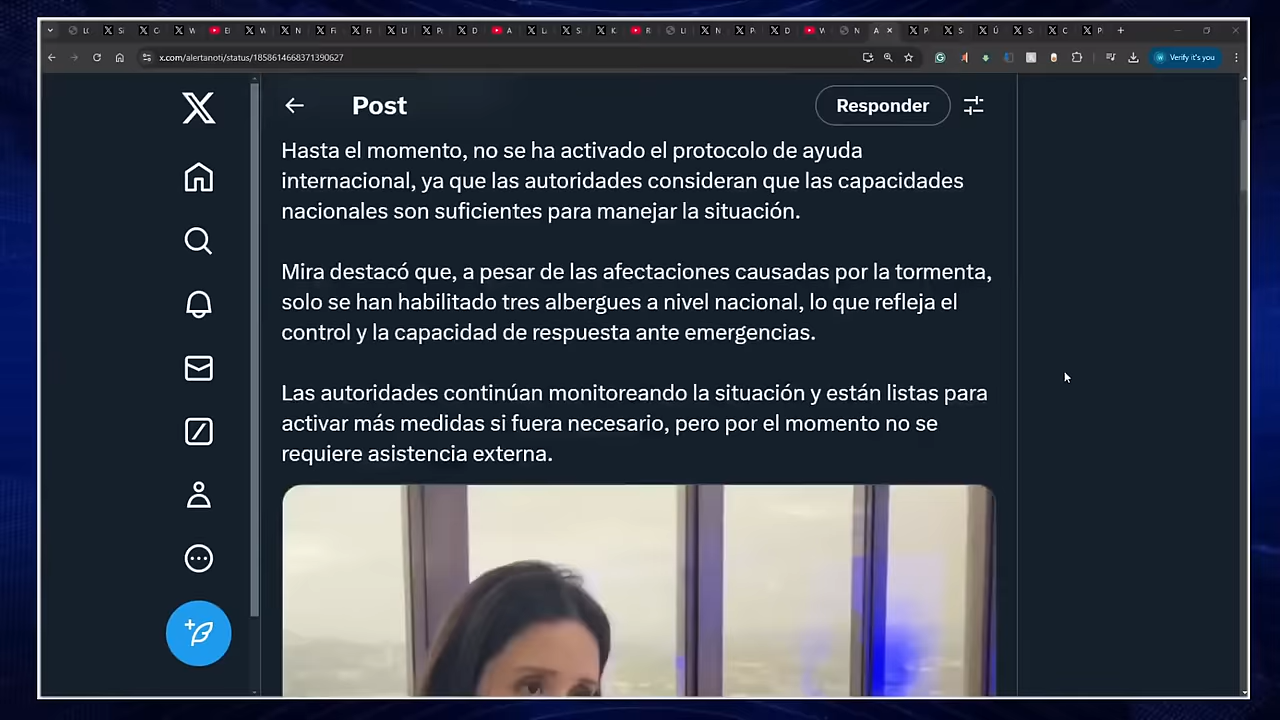 x.com/alertanoti/status/1858614668371390627
Verify it's you
Post
Responder
Hasta el momento, no se ha activado el protocolo de ayuda
internacional, ya que las autoridades consideran que las capacidades
nacionales son suficientes para manejar la situación.
Mira destacó que, a pesar de las afectaciones causadas por la tormenta,
solo se han habilitado tres albergues a nivel nacional, lo que refleja el
control y la capacidad de respuesta ante emergencias.
Las autoridades continúan monitoreando la situación y están listas para
activar más medidas si fuera necesario, pero por el momento no se
requiere asistencia externa.